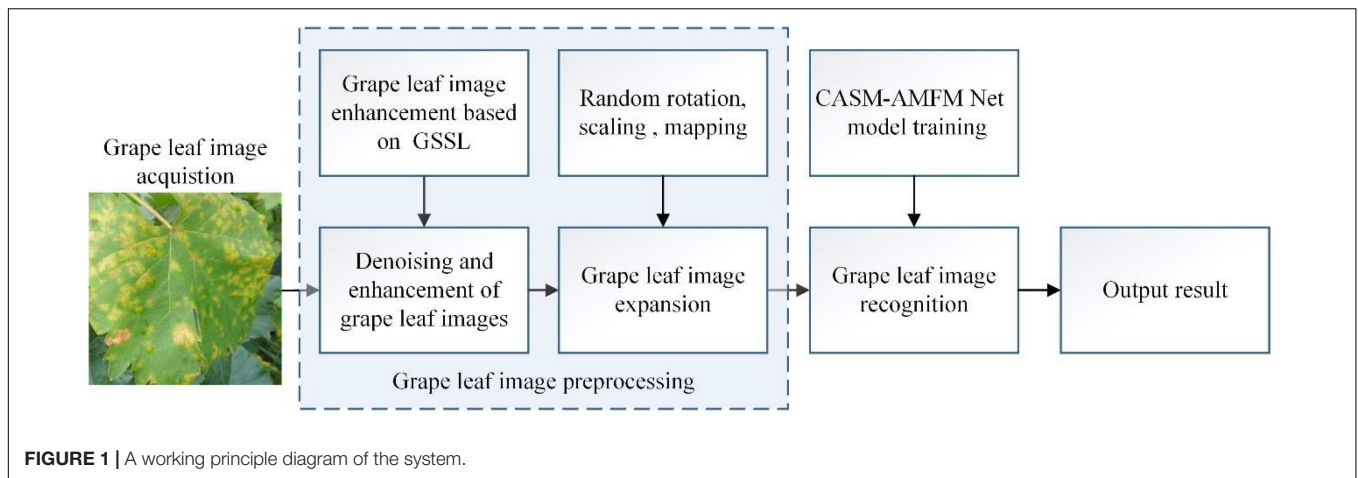 Grape leaf image
acquistion
Grape leaf image
enhancement based
on GSSL
Random rotation,
scaling , mapping
CASM-AMFM Net
model training
Denoising and
enhancement of
grape leaf images
Grape leaf image
expansion
Grape leaf image
recognition
Output result
Grape leaf image preprocessing
FIGURE 1 | A working principle diagram of the system.